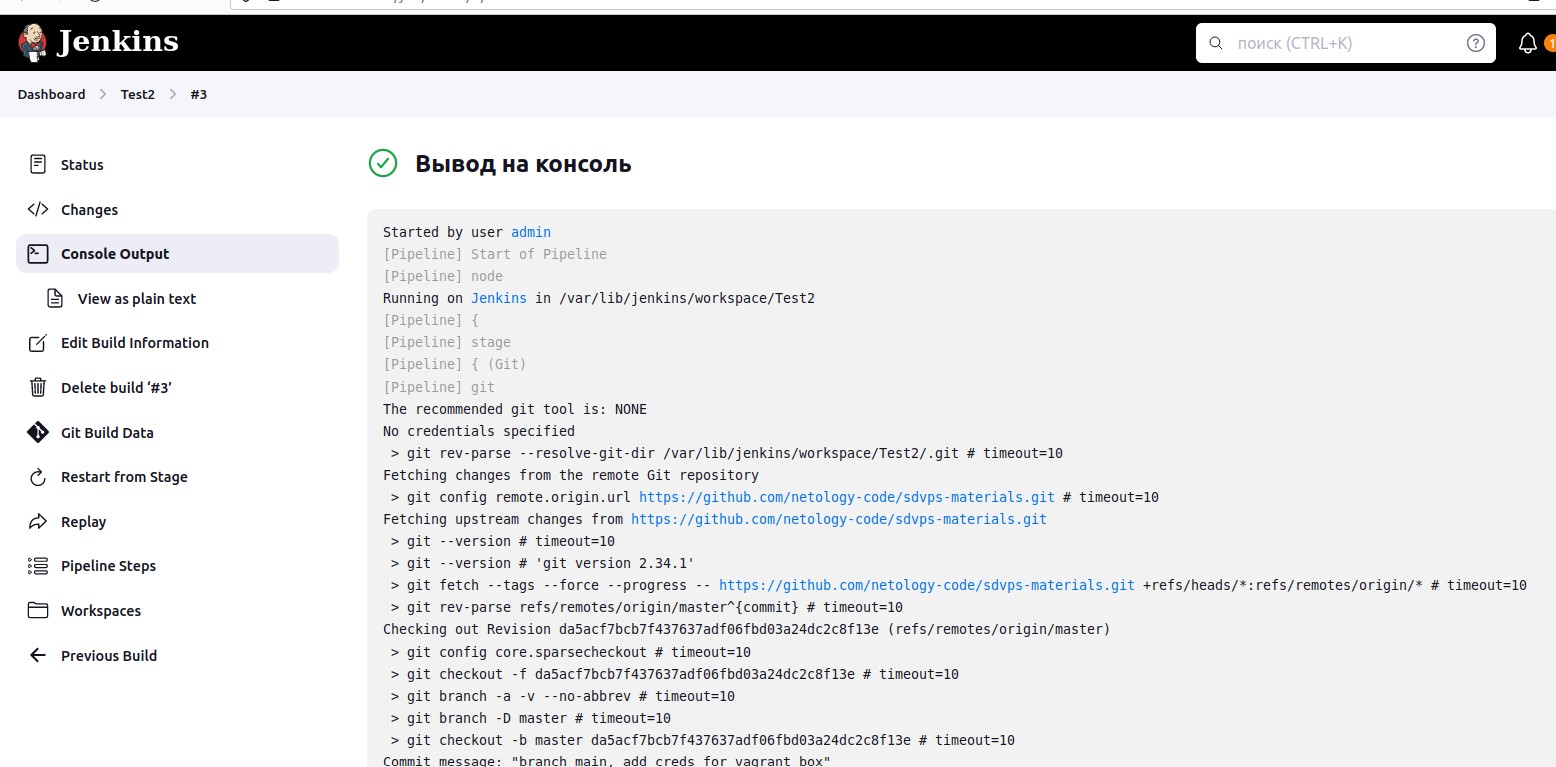 Jenkins
поиск (CTRL+K)
1
Dashboard Test2 #3
Status
Changes
Console Output
View as plain text
Edit Build Information
Delete build ‘#3’
Git Build Data
Restart from Stage
Replay
Pipeline Steps
Workspaces
Previous Build
Вывод на консоль
Started by user admin
[Pipeline] Start of Pipeline
[Pipeline] node
Running on Jenkins in /var/lib/jenkins/workspace/Test2
[Pipeline] {
[Pipeline] stage
[Pipeline] { (Git)
[Pipeline] git
The recommended git tool is: NONE
No credentials specified
> git rev-parse --resolve-git-dir /var/lib/jenkins/workspace/Test2/.git # timeout=10
Fetching changes from the remote Git repository
> git config remote.origin.url https://github.com/netology-code/sdvps-materials.git # timeout=10
Fetching upstream changes from https://github.com/netology-code/sdvps-materials.git
> git --version # timeout=10
> git --version # 'git version 2.34.1'
> git fetch --tags --force --progress -- https://github.com/netology-code/sdvps-materials.git +refs/heads/*:refs/remotes/origin/* # timeout=10
> git rev-parse refs/remotes/origin/master^{commit} # timeout=10
Checking out Revision da5acf7bcb7f437637adf06fbd03a24dc2c8f13e (refs/remotes/origin/master)
> git config core.sparsecheckout # timeout=10
> git checkout -f da5acf7bcb7f437637adf06fbd03a24dc2c8f13e # timeout=10
> git branch -a -v --no-abbrev # timeout=10
> git branch -D master # timeout=10
> git checkout -b master da5acf7bcb7f437637adf06fbd03a24dc2c8f13e # timeout=10
Commit message: "branch main, add creds for vagrant box"